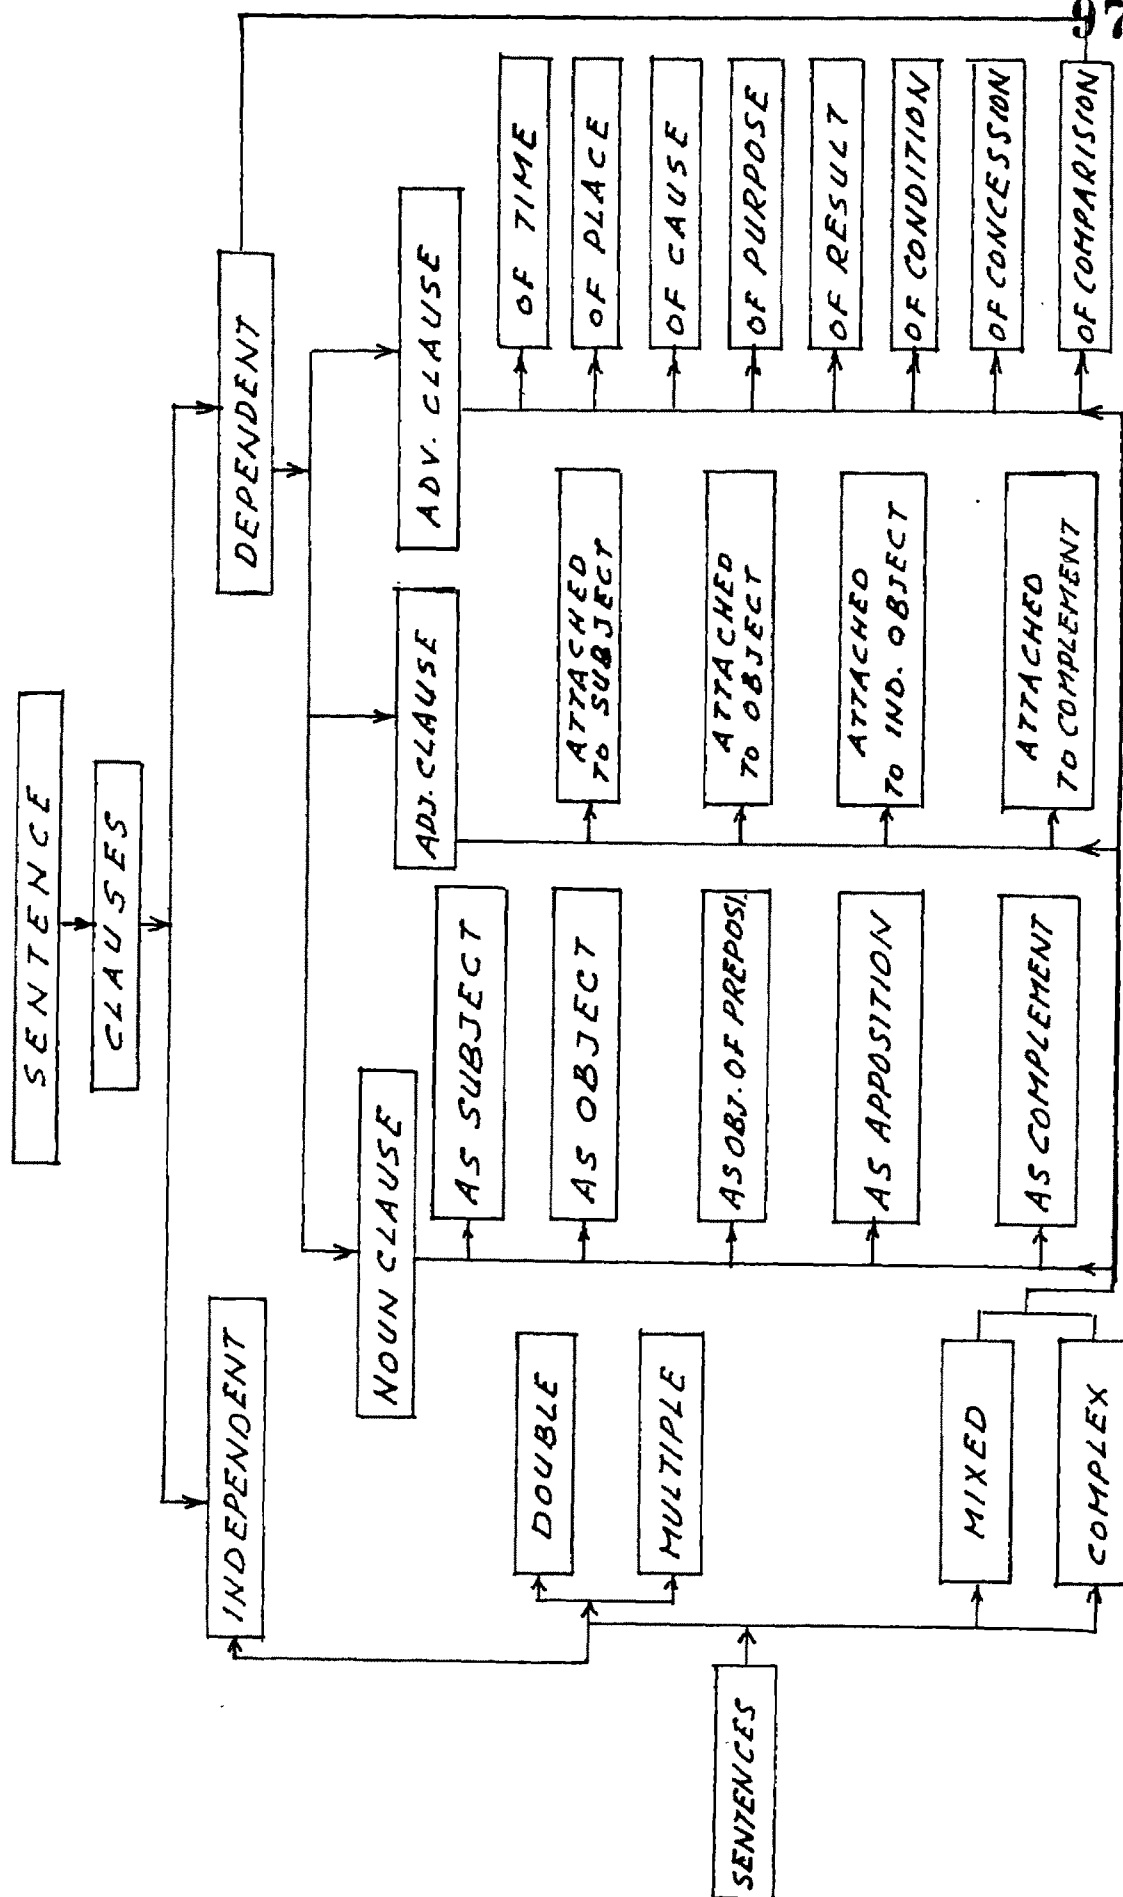 97
SENTENCE
CLAUSES
INDEPENDENT
DEPENDENT
NOUN CLAUSE
ADJ. CLAUSE
ADV. CLAUSE
AS SUBJECT
AS OBJECT
AS OBJ. OF PREPOSI.
AS APPOSITION
AS COMPLEMENT
ATTACHED
TO SUBJECT
ATTACHED
TO OBJECT
ATTACHED
TO IND. OBJECT
ATTACHED
TO COMPLEMENT
OF TIME
OF PLACE
OF CAUSE
OF PURPOSE
OF RESULT
OF CONDITION
OF CONCESSION
OF COMPARISION
DOUBLE
MULTIPLE
MIXED
COMPLEX
SENTENCES